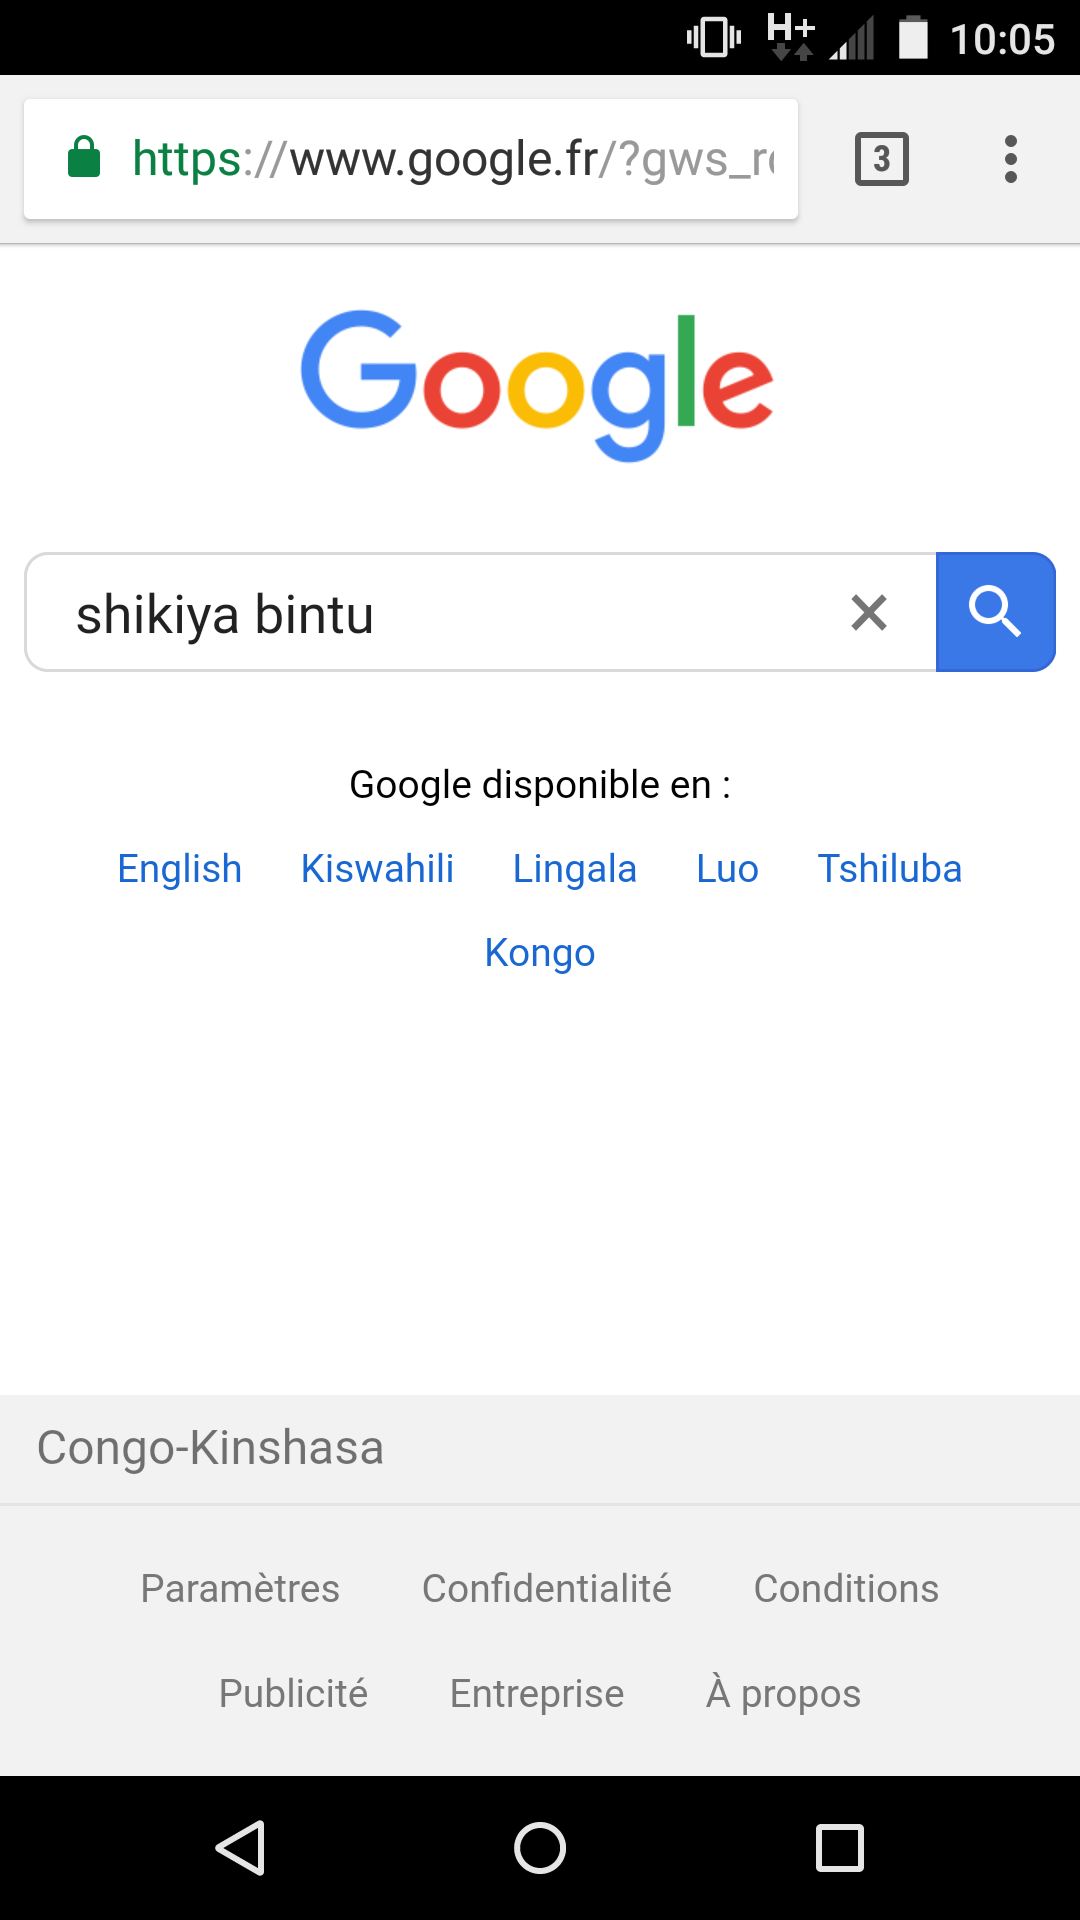 H+ 10:05
https://www.google.fr/?gws_r
3
Google
shikiya bintu
Google disponible en :
English Kiswahili Lingala Luo Tshiluba
Kongo
Congo-Kinshasa
Paramètres Confidentialité Conditions
Publicité Entreprise À propos